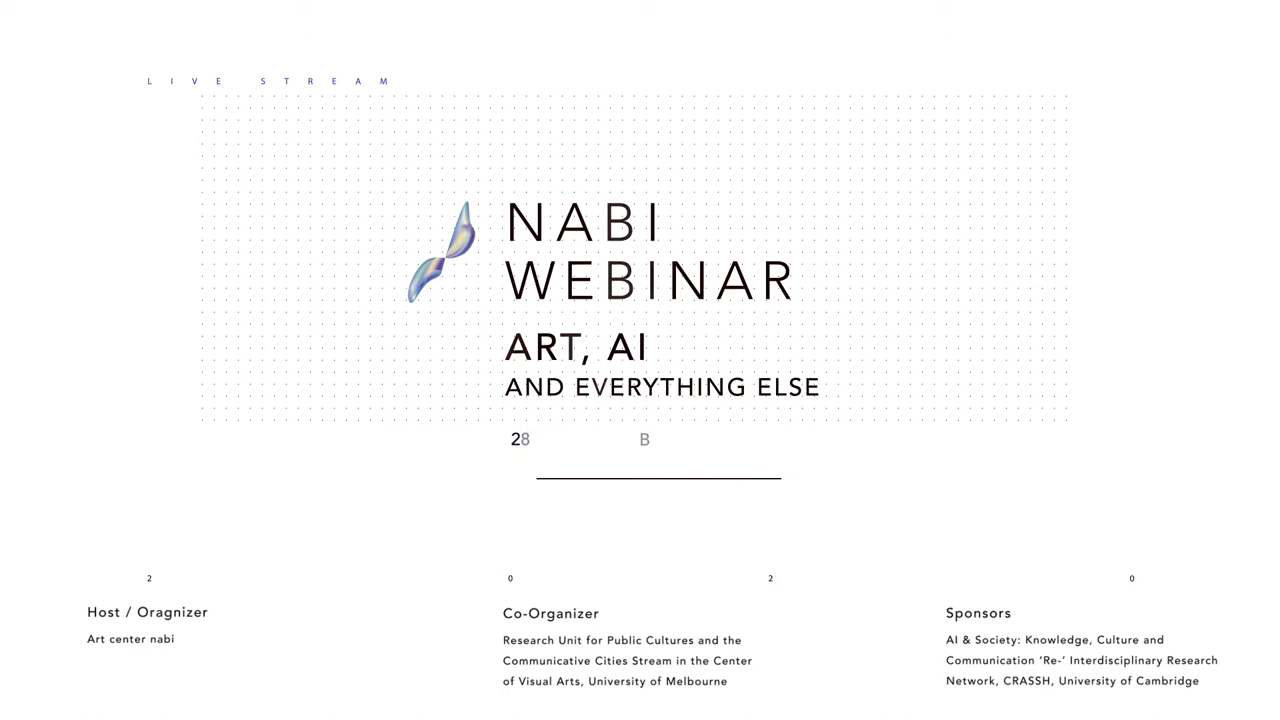 LIVE STREAM
NABI
WEBINAR
ART, AI
AND EVERYTHING ELSE
28 B
2 0 2 0
Host / Oragnizer
Art center nabi
Co-Organizer
Research Unit for Public Cultures and the
Communicative Cities Stream in the Center
of Visual Arts, University of Melbourne
Sponsors
AI & Society: Knowledge, Culture and
Communication ‘Re-’ Interdisciplinary Research
Network, CRASSH, University of Cambridge